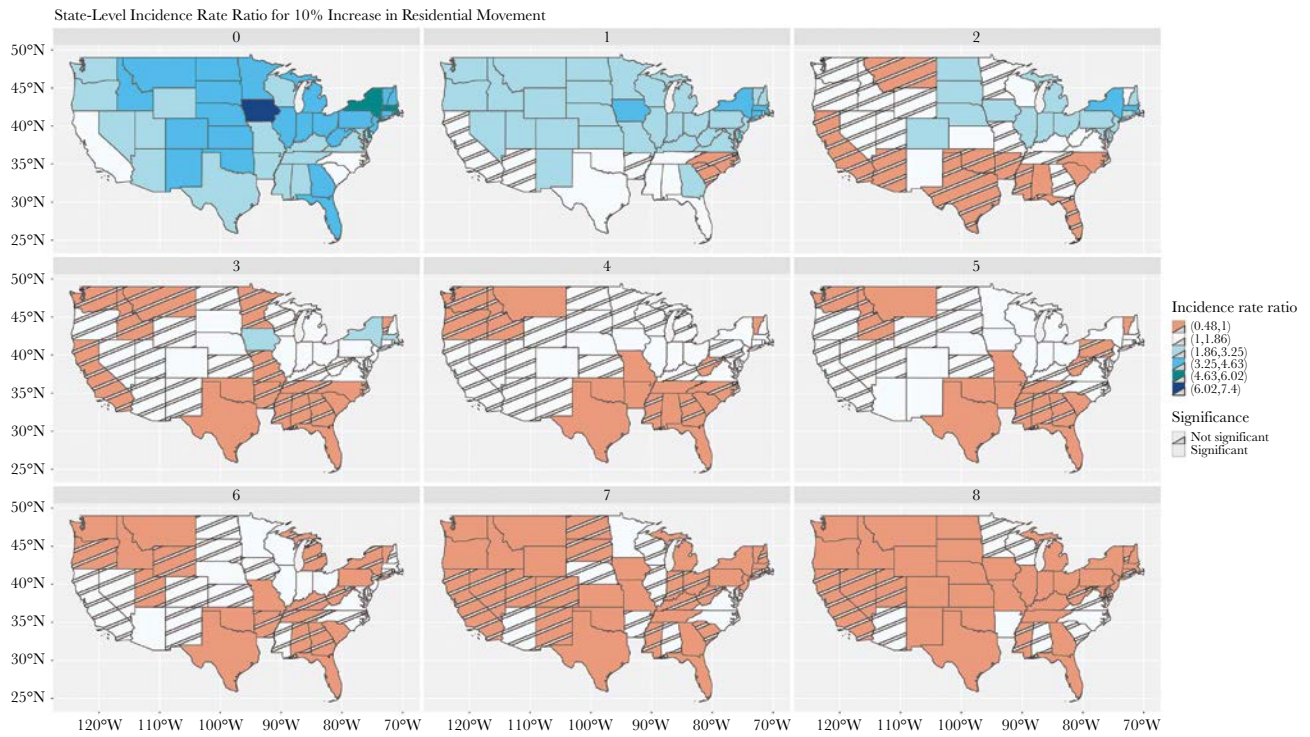 State-Level Incidence Rate Ratio for 10% Increase in Residential Movement
0
1
2
50°N
45°N
40°N
35°N
30°N
25°N
3
4
5
50°N
45°N
40°N
35°N
30°N
25°N
6
7
8
50°N
45°N
40°N
35°N
30°N
25°N
120°W 110°W 100°W 90°W 80°W 70°W
120°W 110°W 100°W 90°W 80°W 70°W
120°W 110°W 100°W 90°W 80°W 70°W
Incidence rate ratio
(0.48,1)
(1,1.86)
(1.86,3.25)
(3.25,4.63)
(4.63,6.02)
(6.02,7.4)
Significance
Not significant
Significant